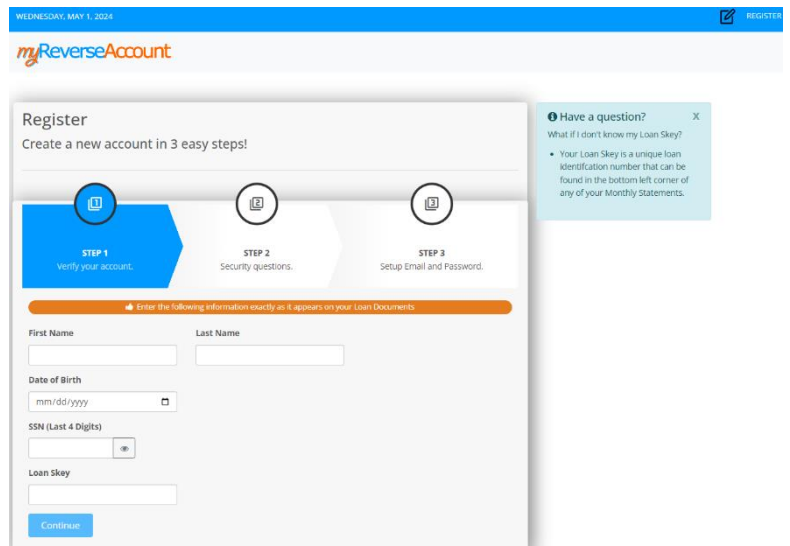 WEDNESDAY, MAY 1, 2024
REGISTER
myReverseAccount
Register
Create a new account in 3 easy steps!
1
STEP 1
Verify your account.
2
STEP 2
Security questions.
3
STEP 3
Setup Email and Password.
Enter the following information exactly as it appears on your Loan Documents
First Name
Last Name
Date of Birth
mm/dd/yyyy
SSN (Last 4 Digits)
Loan Skey
Continue
Have a question?
X
What if I don't know my Loan Skey?
• Your Loan Skey is a unique loan
identifcation number that can be
found in the bottom left corner of
any of your Monthly Statements.